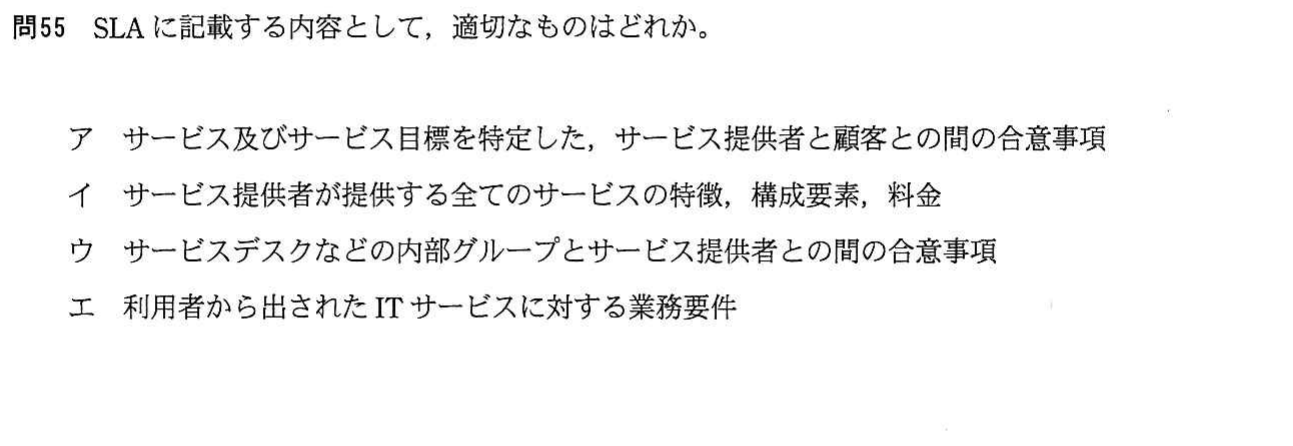 問55 SLAに記載する内容として，適切なものはどれか。
ア サービス及びサービス目標を特定した，サービス提供者と顧客との間の合意事項
イ サービス提供者が提供する全てのサービスの特徴，構成要素，料金
ウ サービスデスクなどの内部グループとサービス提供者との間の合意事項
エ 利用者から出されたITサービスに対する業務要件